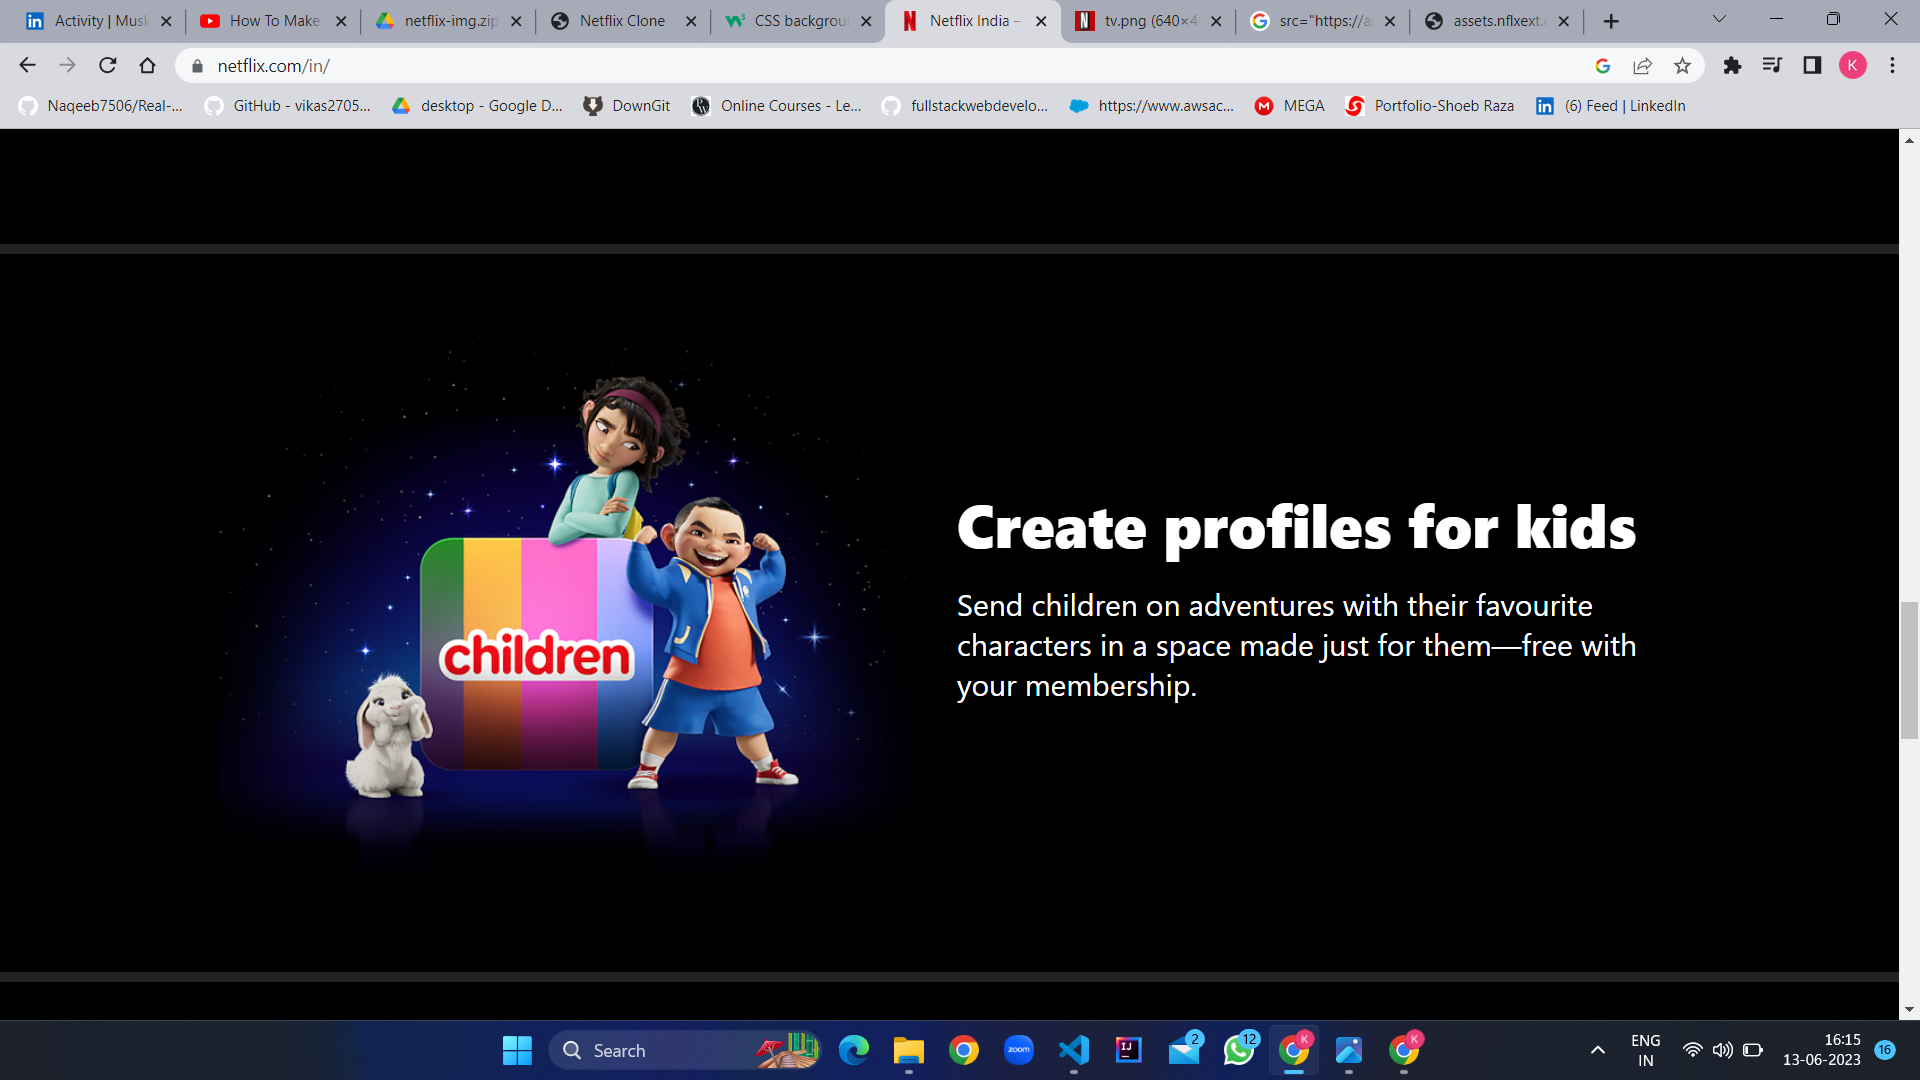 Activity | Musk
How To Make
netflix-img.zip
Netflix Clone
CSS backgroun
Netflix India –
tv.png (640×4
src="https://as
assets.nflxext.c
netflix.com/in/
K
Naqeeb7506/Real-...
GitHub - vikas2705...
desktop - Google D...
DownGit
Online Courses - Le...
fullstackwebdevelo...
https://www.awsac...
MEGA
Portfolio-Shoeb Raza
(6) Feed | LinkedIn
children
Create profiles for kids
Send children on adventures with their favourite
characters in a space made just for them—free with
your membership.
Search
zoom
IJ
2
12
K
K
ENG
IN
16:15
13-06-2023
16